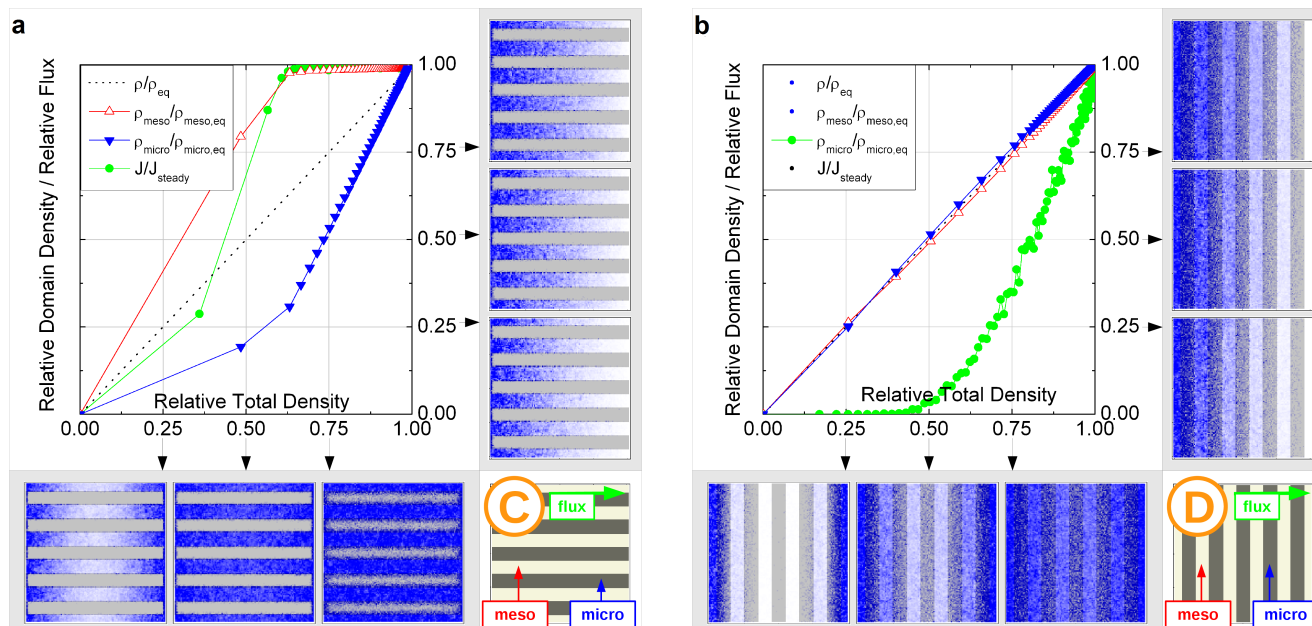 a
Relative Domain Density / Relative Flux
ρ/ρeq
ρmeso/ρmeso,eq
ρmicro/ρmicro,eq
J/Jsteady
1.00
0.75
0.50
0.25
0.00
Relative Total Density
0.00 0.25 0.50 0.75 1.00
C
flux
meso
micro
b
Relative Domain Density / Relative Flux
ρ/ρeq
ρmeso/ρmeso,eq
ρmicro/ρmicro,eq
J/Jsteady
1.00
0.75
0.50
0.25
0.00
Relative Total Density
0.00 0.25 0.50 0.75 1.00
D
flux
meso
micro